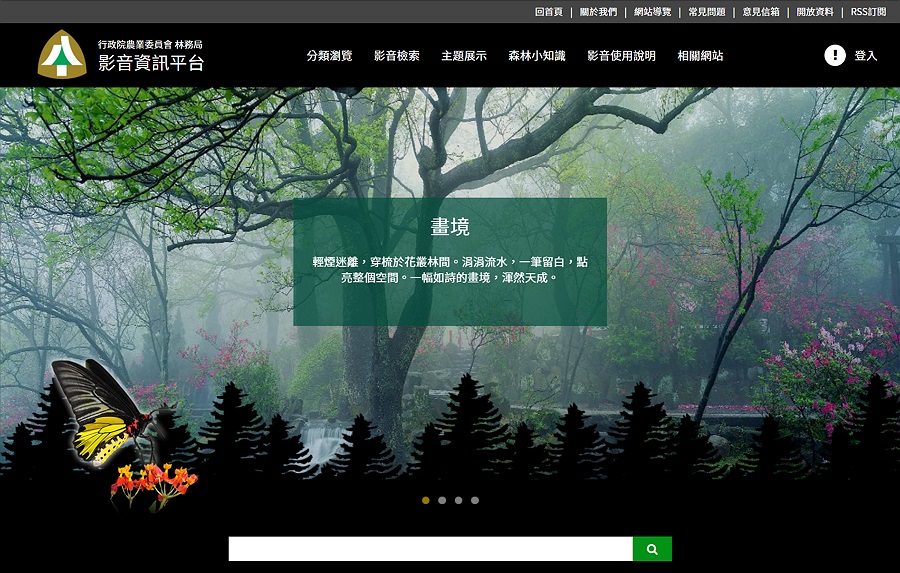 回首頁 | 關於我們 | 網站導覽 | 常見問題 | 意見信箱 | 開放資料 | RSS訂閱
行政院農業委員會 林務局
影音資訊平台
分類瀏覽 影音檢索 主題展示 森林小知識 影音使用說明 相關網站 登入
畫境
輕煙迷離，穿梳於花叢林間。涓涓流水，一筆留白，點
亮整個空間。一幅如詩的畫境，渾然天成。